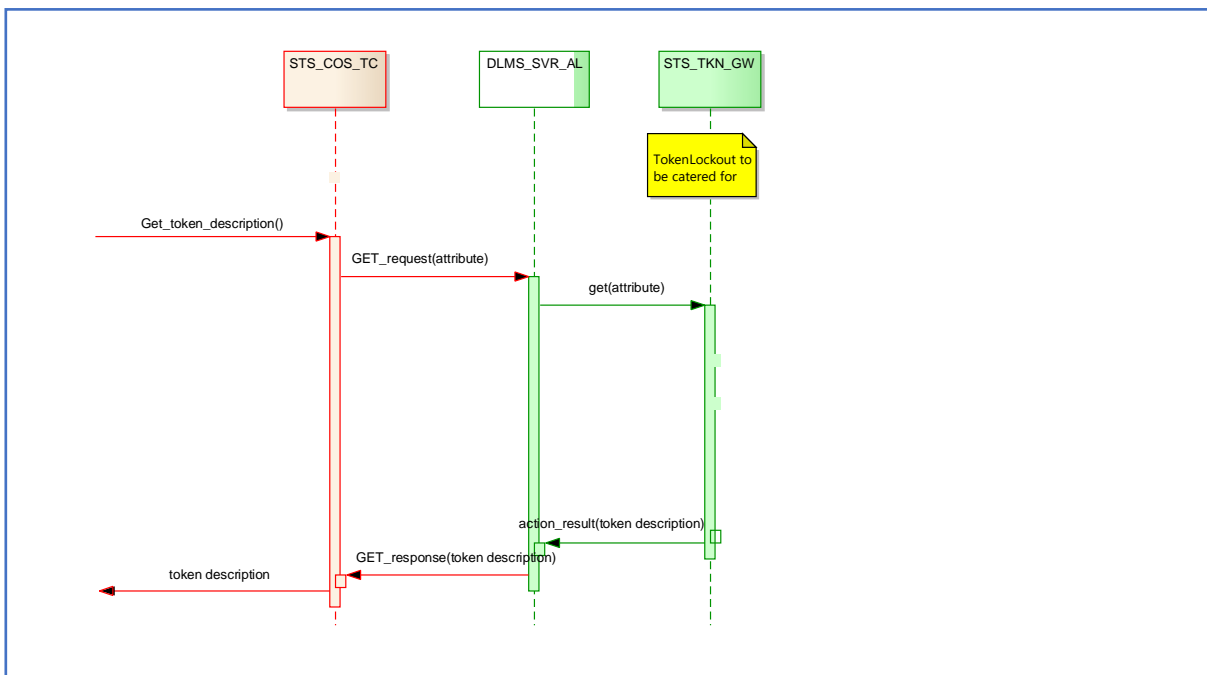 STS_COS_TC
DLMS_SVR_AL
STS_TKN_GW
TokenLockout to
be catered for
Get_token_description()
GET_request(attribute)
get(attribute)
action_result(token description)
GET_response(token description)
token description